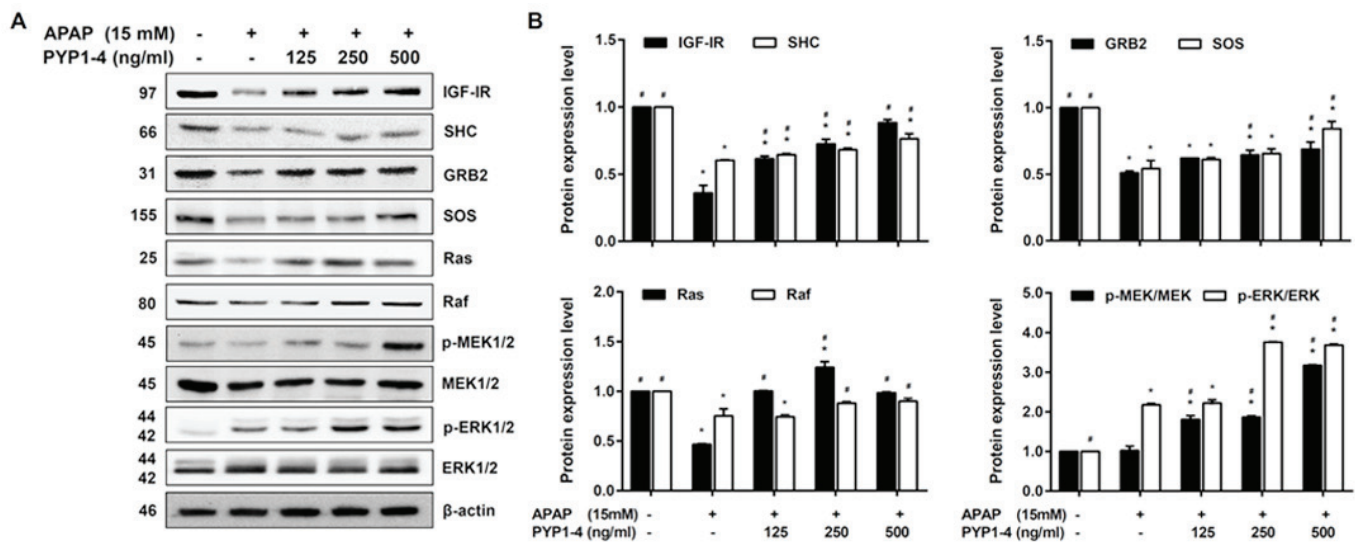 A
APAP (15 mM) - + + + +
PYP1-4 (ng/ml) - - 125 250 500
97 IGF-IR
66 SHC
31 GRB2
155 SOS
25 Ras
80 Raf
45 p-MEK1/2
45 MEK1/2
44
42 p-ERK1/2
44
42 ERK1/2
46 β-actin
B
IGF-IR SHC
Protein expression level
1.5
1.0
0.5
0.0
# # * * # * # * # * # * # # *
GRB2 SOS
Protein expression level
1.5
1.0
0.5
0.0
# # * * * * # * * # * # *
Ras Raf
Protein expression level
2.0
1.5
1.0
0.5
0.0
# # * * # * # * # # #
APAP (15mM) - + + + +
PYP1-4 (ng/ml) - - 125 250 500
p-MEK/MEK p-ERK/ERK
Protein expression level
5.0
4.0
3.0
2.0
1.0
0.0
# * # * * # * # * # * # *
APAP (15mM) - + + + +
PYP1-4 (ng/ml) - - 125 250 500